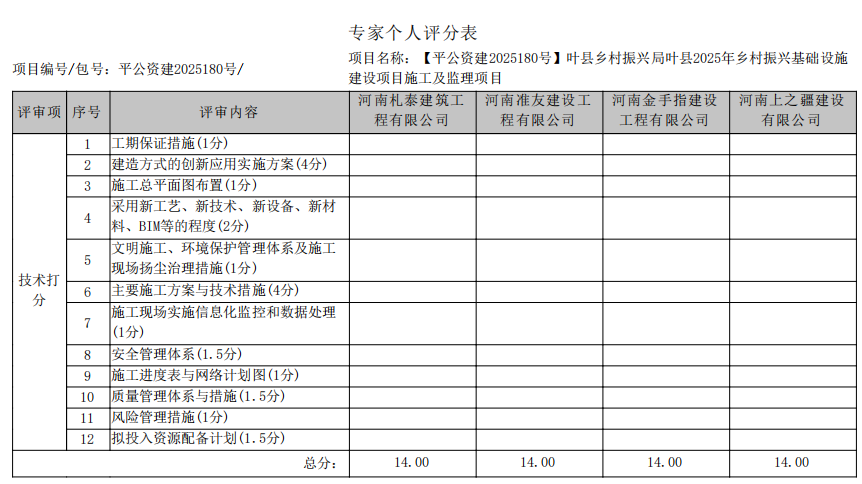 专家个人评分表
项目编号/包号：平公资建2025180号/
项目名称：【平公资建2025180号】叶县乡村振兴局叶县2025年乡村振兴基础设施
建设项目施工及监理项目
评审项 序号 评审内容 河南札泰建筑工 河南准友建设工 河南金手指建设 河南上之疆建设
程有限公司 程有限公司 工程有限公司 有限公司
技术打
分
1 工期保证措施(1分)
2 建造方式的创新应用实施方案(4分)
3 施工总平面图布置(1分)
4 采用新工艺、新技术、新设备、新材
料、BIM等的程度(2分)
5 文明施工、环境保护管理体系及施工
现场扬尘治理措施(1分)
6 主要施工方案与技术措施(4分)
7 施工现场实施信息化监控和数据处理
(1分)
8 安全管理体系(1.5分)
9 施工进度表与网络计划图(1分)
10 质量管理体系与措施(1.5分)
11 风险管理措施(1分)
12 拟投入资源配备计划(1.5分)
总分： 14.00 14.00 14.00 14.00